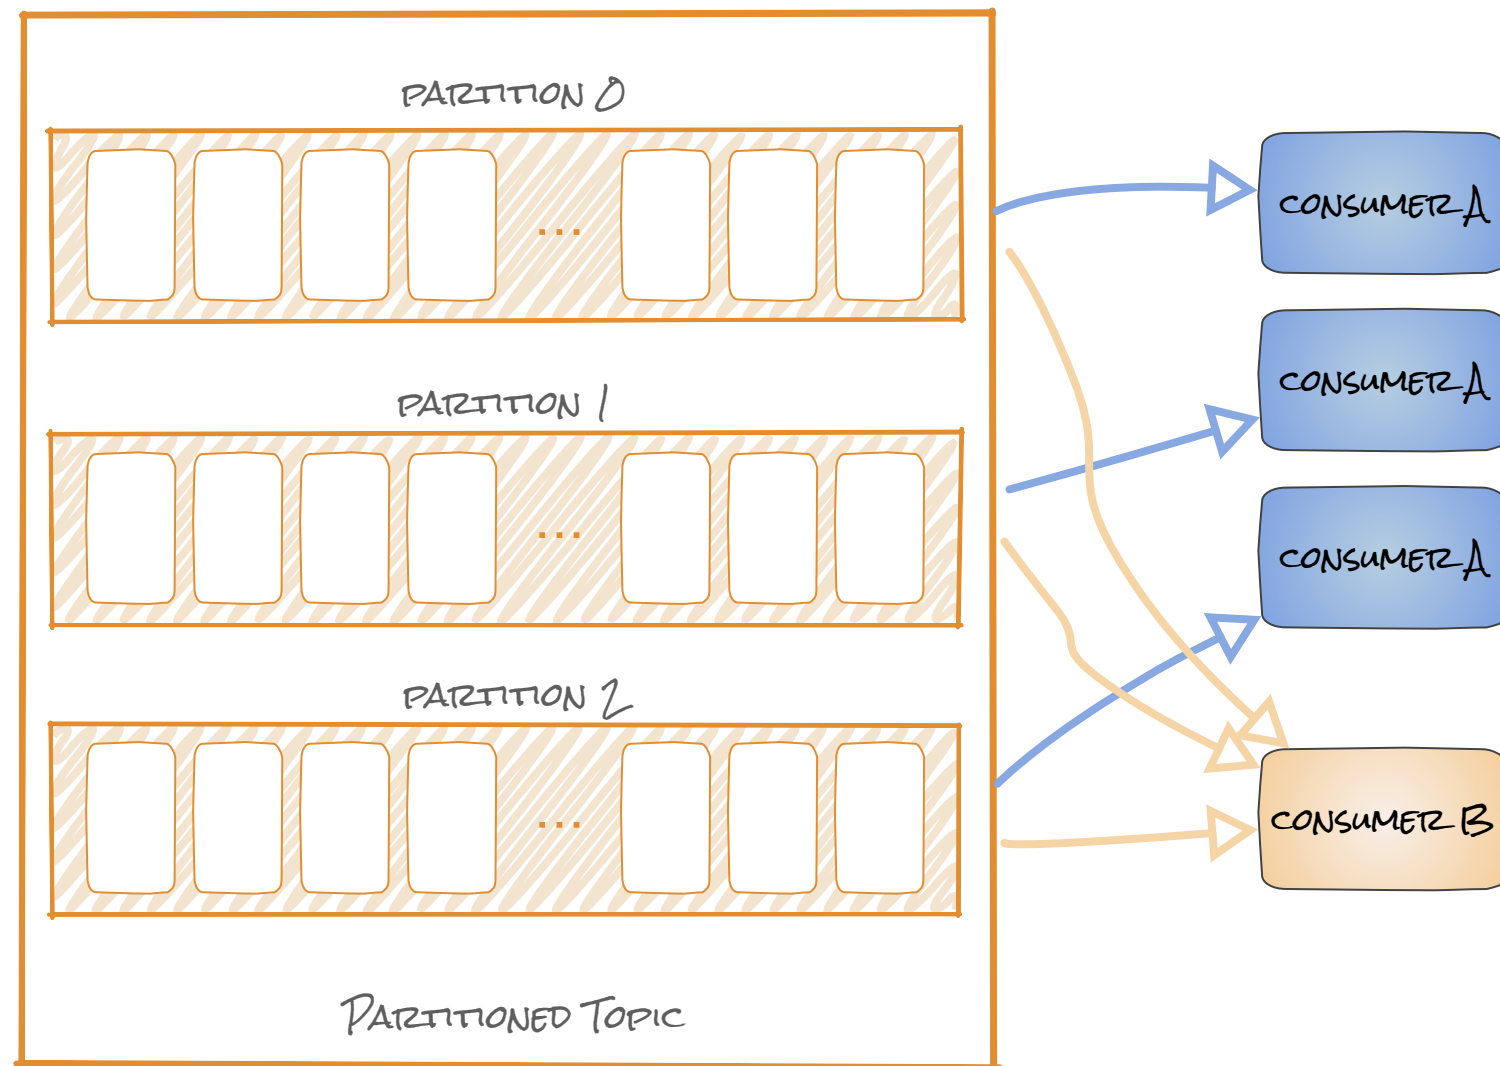 PARTITION 0
...
CONSUMER A
PARTITION 1
...
CONSUMER A
CONSUMER A
PARTITION 2
...
CONSUMER B
PARTITIONED TOPIC